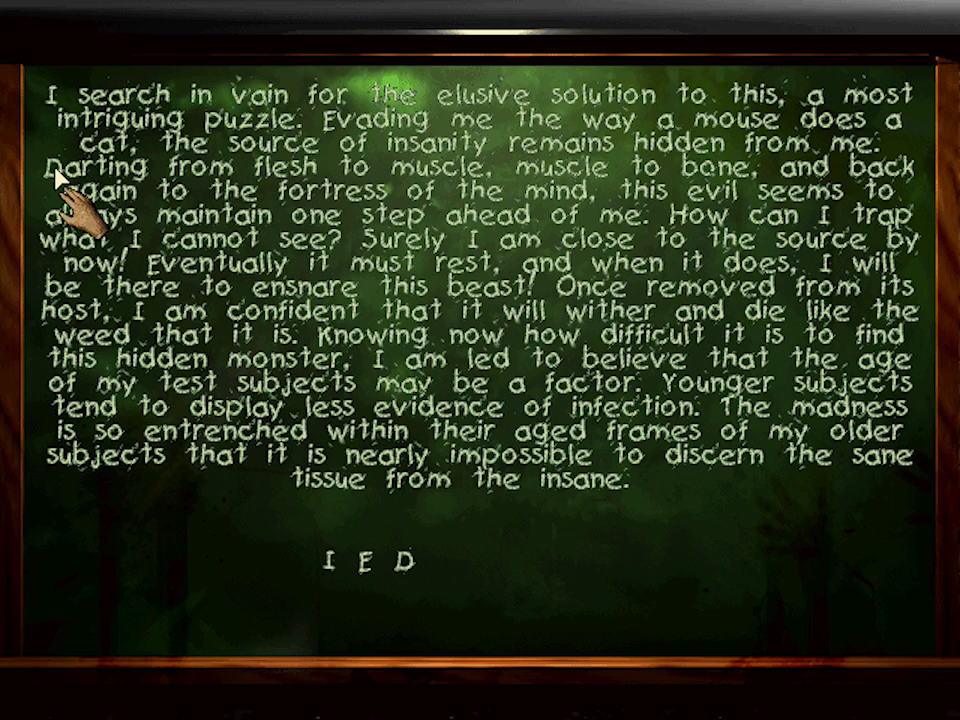 I search in vain for the elusive solution to this, a most
intriguing puzzle. Evading me the way a mouse does a
cat, the source of insanity remains hidden from me.
Darting from flesh to muscle, muscle to bone, and back
again to the fortress of the mind, this evil seems to
always maintain one step ahead of me. How can I trap
what I cannot see? Surely I am close to the source by
now! Eventually it must rest, and when it does, I will
be there to ensnare this beast! Once removed from its
host, I am confident that it will wither and die like the
weed that it is. Knowing now how difficult it is to find
this hidden monster, I am led to believe that the age
of my test subjects may be a factor. Younger subjects
tend to display less evidence of infection. The madness
is so entrenched within their aged frames of my older
subjects that it is nearly impossible to discern the sane
tissue from the insane.
I E D